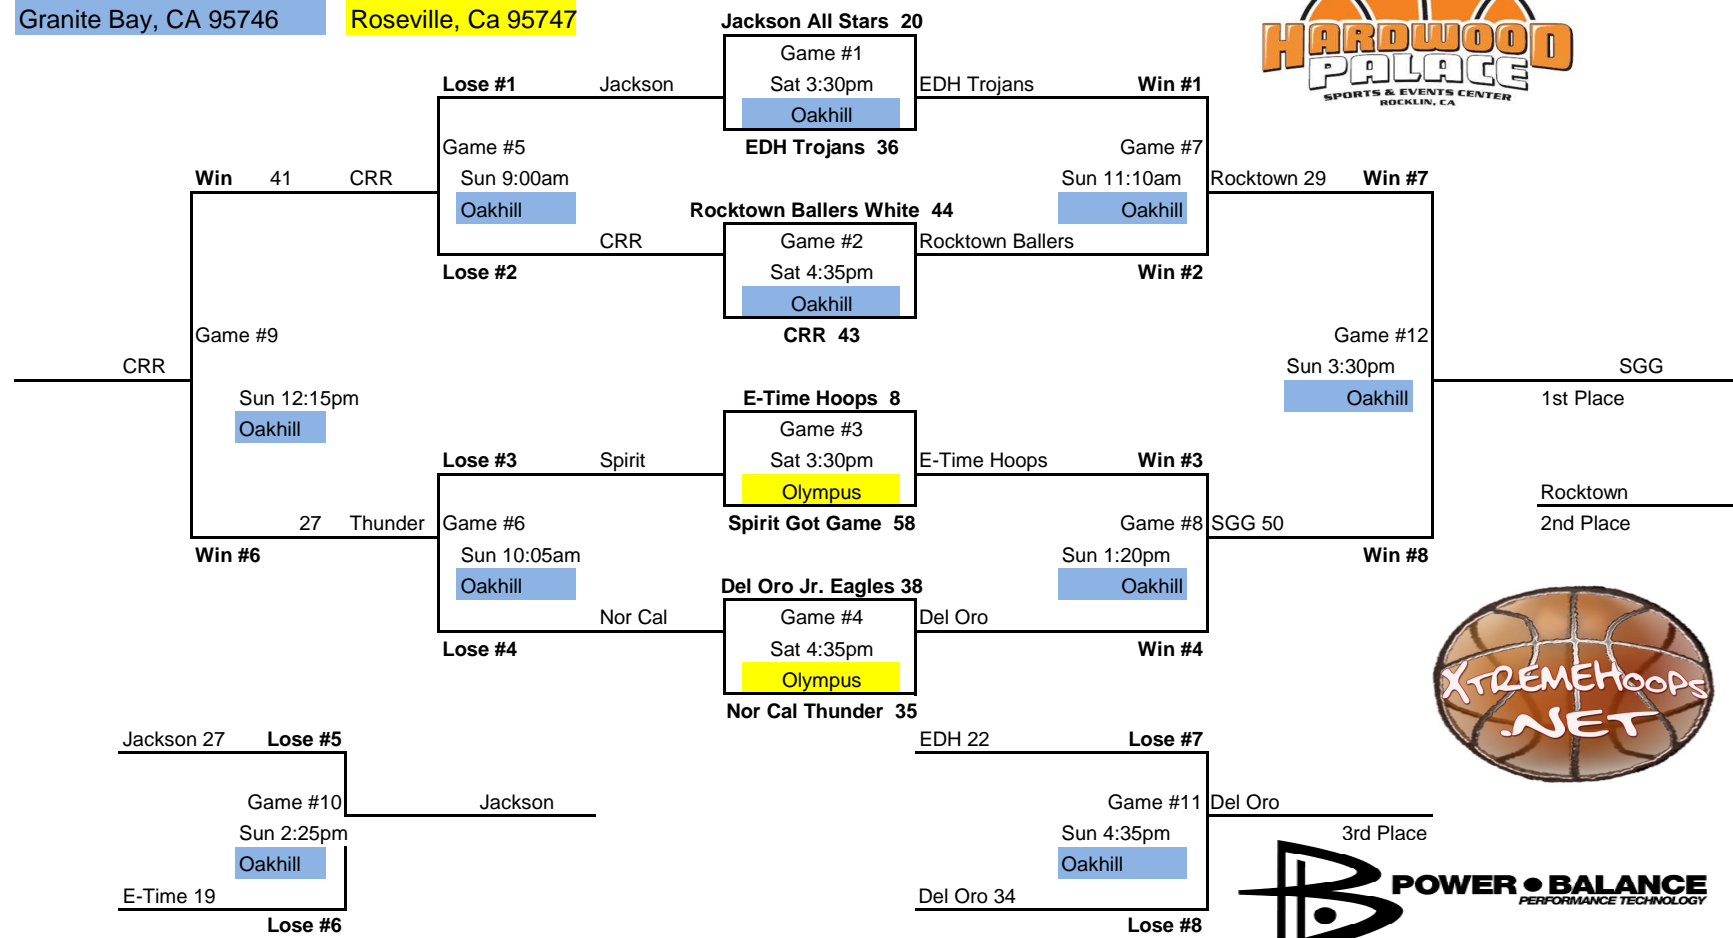 Granite Bay, CA 95746
Roseville, Ca 95747
Jackson All Stars 20
HARDWOOD
PALACE
SPORTS & EVENTS CENTER
ROCKLIN, CA
Game #1
Lose #1
Jackson
Sat 3:30pm
EDH Trojans
Win #1
Oakhill
Game #5
EDH Trojans 36
Game #7
Win
41
CRR
Sun 9:00am
Sun 11:10am
Rocktown 29
Win #7
Oakhill
Rocktown Ballers White 44
Oakhill
CRR
Game #2
Rocktown Ballers
Lose #2
Sat 4:35pm
Win #2
Oakhill
Game #9
CRR 43
Game #12
CRR
Sun 3:30pm
SGG
Sun 12:15pm
E-Time Hoops 8
Oakhill
1st Place
Oakhill
Game #3
Lose #3
Spirit
Sat 3:30pm
E-Time Hoops
Win #3
Olympus
Rocktown
27
Thunder
Game #6
Spirit Got Game 58
Game #8
SGG 50
2nd Place
Win #6
Sun 10:05am
Sun 1:20pm
Win #8
Oakhill
Del Oro Jr. Eagles 38
Oakhill
Nor Cal
Game #4
Del Oro
Lose #4
Sat 4:35pm
Win #4
Olympus
XTREMEHOOPS
.NET
Nor Cal Thunder 35
Jackson 27
Lose #5
EDH 22
Lose #7
Game #10
Jackson
Game #11
Del Oro
Sun 2:25pm
Sun 4:35pm
3rd Place
Oakhill
Oakhill
E-Time 19
Del Oro 34
POWER • BALANCE
PERFORMANCE TECHNOLOGY
Lose #6
Lose #8